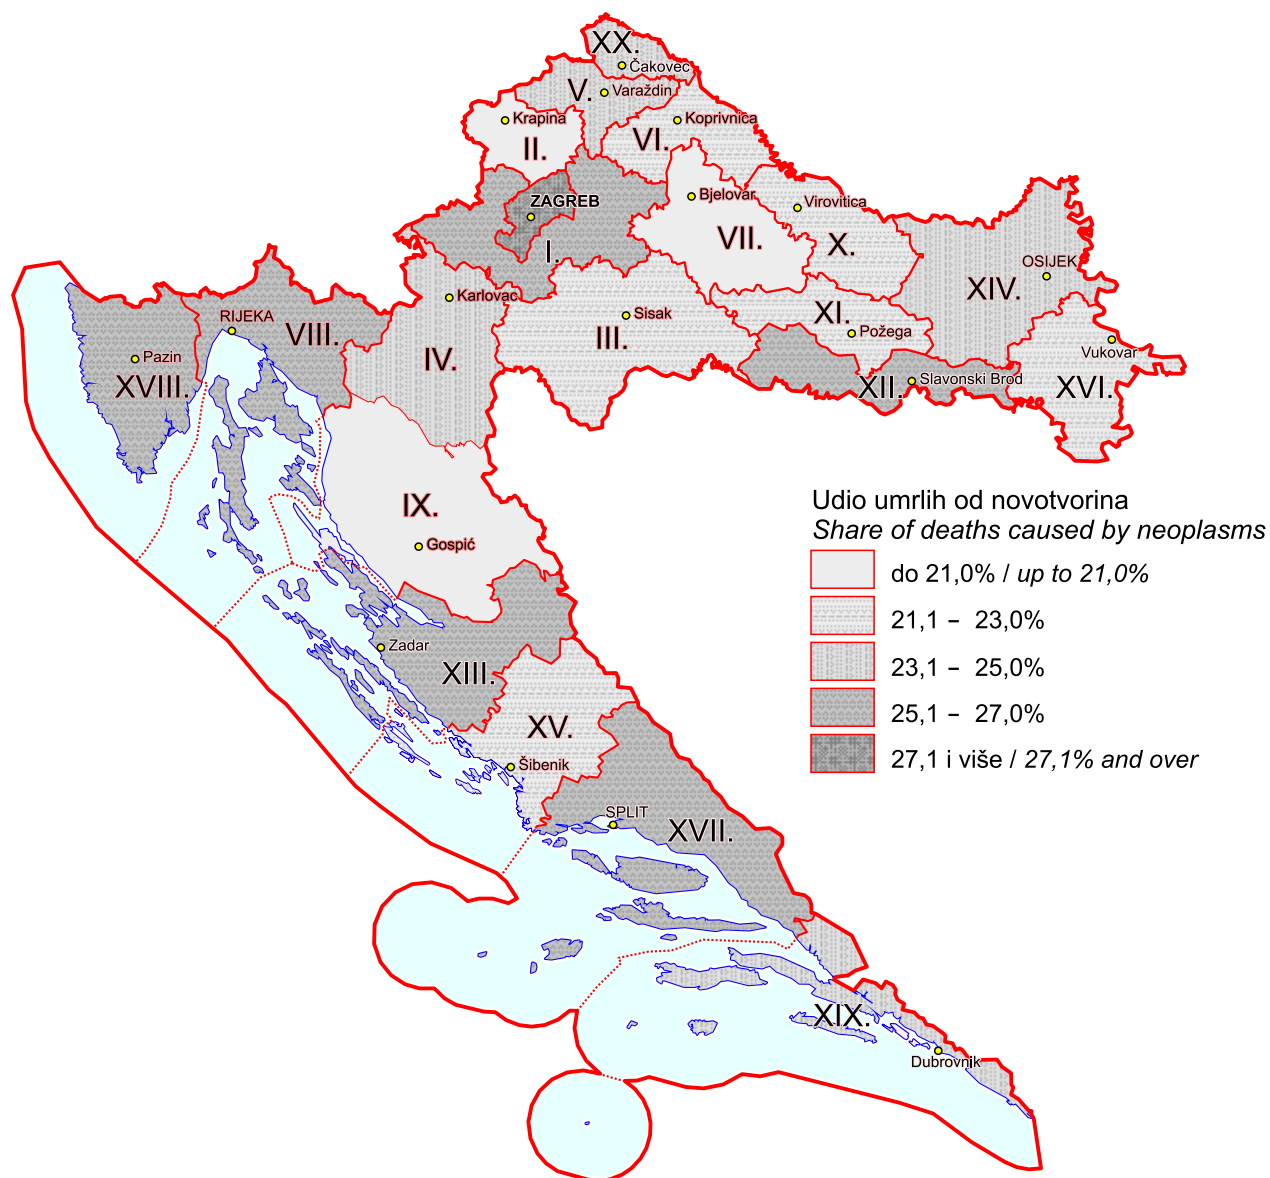 XX.
Čakovec
V.
Varaždin
Krapina
II.
Koprivnica
VI.
ZAGREB
I.
Bjelovar
VII.
Virovitica
X.
OSIJEK
XIV.
Karlovac
IV.
Sisak
III.
XI.
Požega
RIJEKA
VIII.
Pazin
XVIII.
Vukovar
XVI.
Slavonski Brod
XII.
IX.
Gospić
Zadar
XIII.
XV.
Šibenik
SPLIT
XVII.
XIX.
Dubrovnik
Udio umrlih od novotvorina
Share of deaths caused by neoplasms
do 21,0% / up to 21,0%
21,1 – 23,0%
23,1 – 25,0%
25,1 – 27,0%
27,1 i više / 27,1% and over